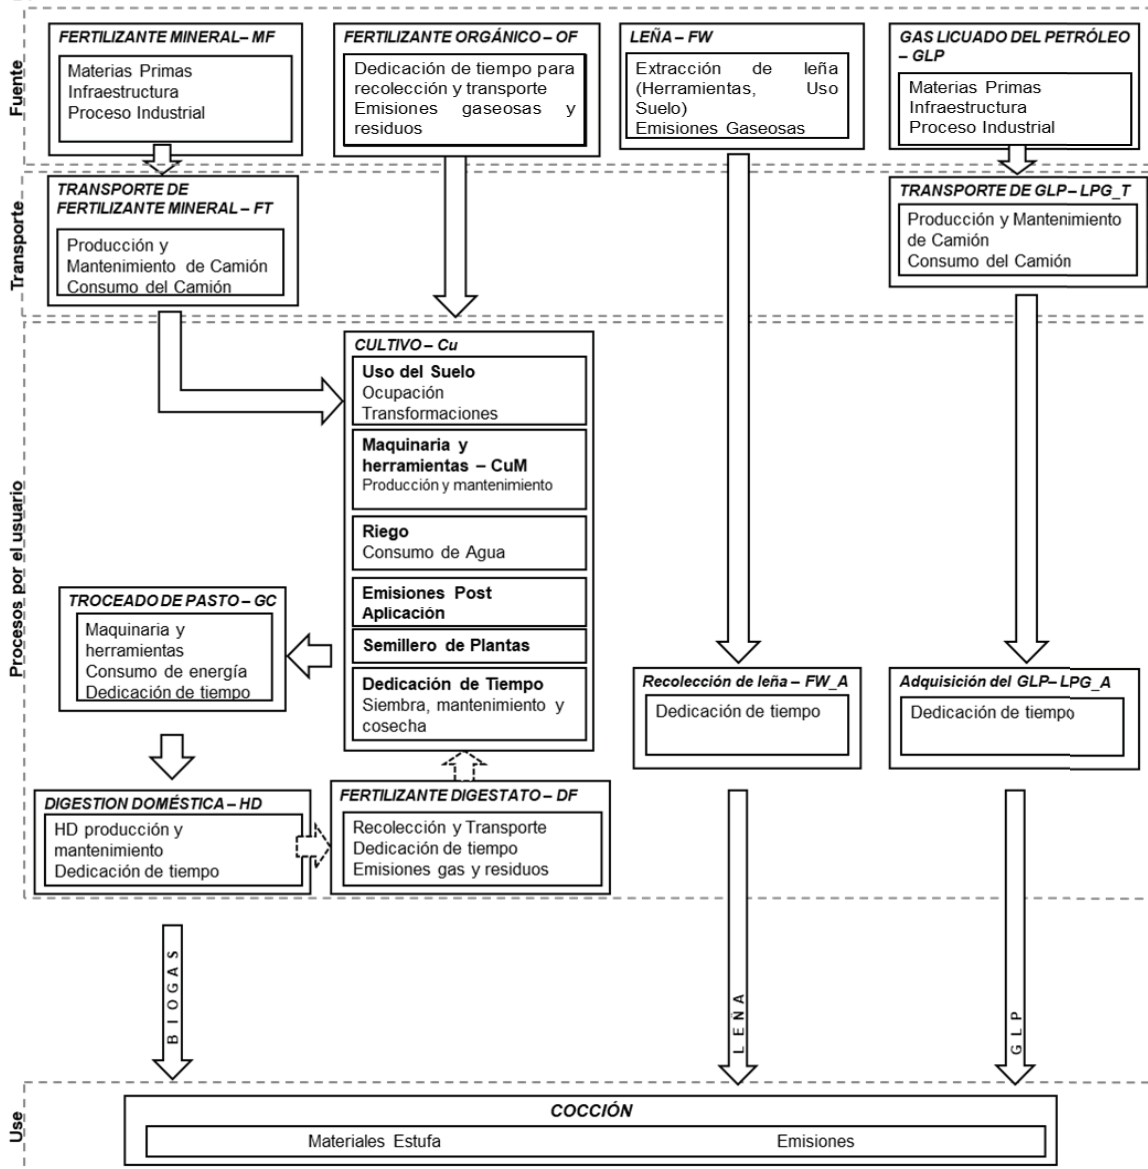 Fuente
FERTILIZANTE MINERAL– MF
Materias Primas
Infraestructura
Proceso Industrial
FERTILIZANTE ORGÁNICO – OF
Dedicación de tiempo para
recolección y transporte
Emisiones gaseosas y
residuos
LEÑA – FW
Extracción de leña
(Herramientas, Uso
Suelo)
Emisiones Gaseosas
GAS LICUADO DEL PETRÓLEO
– GLP
Materias Primas
Infraestructura
Proceso Industrial
Transporte
TRANSPORTE DE
FERTILIZANTE MINERAL – FT
Producción y
Mantenimiento de Camión
Consumo del Camión
TRANSPORTE DE GLP – LPG_T
Producción y Mantenimiento
de Camión
Consumo del Camión
Procesos por el usuario
CULTIVO – Cu
Uso del Suelo
Ocupación
Transformaciones
Maquinaria y
herramientas – CuM
Producción y mantenimiento
Riego
Consumo de Agua
Emisiones Post
Aplicación
Semillero de Plantas
Dedicación de Tiempo
Siembra, mantenimiento y
cosecha
TROCEADO DE PASTO – GC
Maquinaria y
herramientas
Consumo de energía
Dedicación de tiempo
Recolección de leña – FW_A
Dedicación de tiempo
Adquisición del GLP– LPG_A
Dedicación de tiempo
DIGESTION DOMÉSTICA – HD
HD producción y
mantenimiento
Dedicación de tiempo
FERTILIZANTE DIGESTATO – DF
Recolección y Transporte
Dedicación de tiempo
Emisiones gas y residuos
BIOGAS
LEÑA
GLP
Use
COCCIÓN
Materiales Estufa
Emisiones